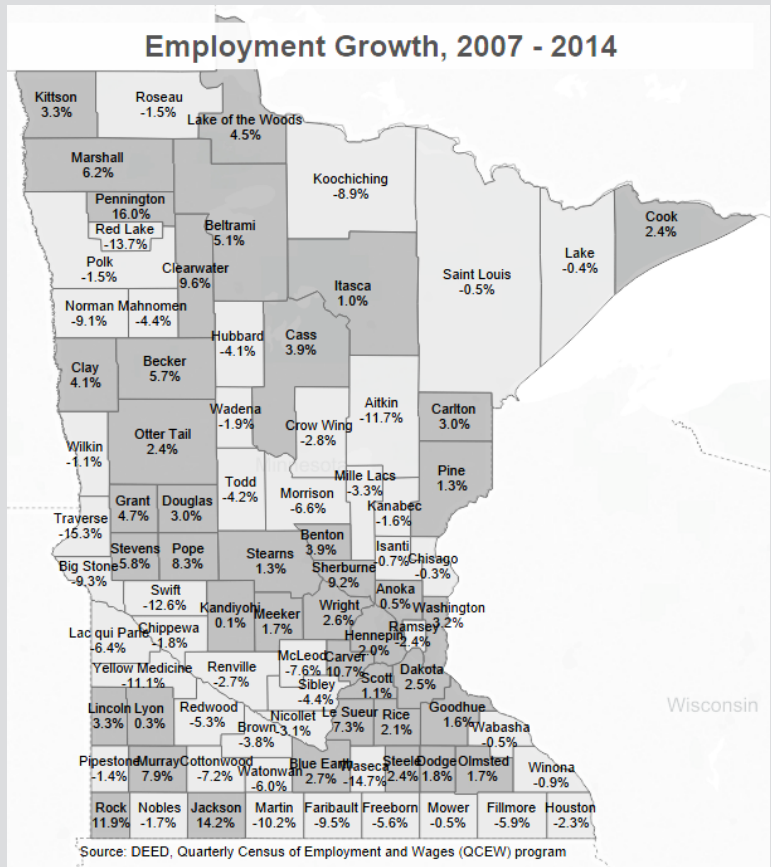 Employment Growth, 2007 - 2014
Kittson
3.3%
Roseau
-1.5%
Lake of the Woods
4.5%
Marshall
6.2%
Koochiching
-8.9%
Pennington
16.0%
Red Lake
-13.7%
Beltrami
5.1%
Cook
2.4%
Polk
-1.5%
Clearwater
9.6%
Itasca
1.0%
Saint Louis
-0.5%
Lake
-0.4%
Norman
-9.1%
Mahnomen
-4.4%
Hubbard
-4.1%
Cass
3.9%
Clay
4.1%
Becker
5.7%
Wadena
-1.9%
Crow Wing
-2.8%
Aitkin
-11.7%
Carlton
3.0%
Wilkin
-1.1%
Otter Tail
2.4%
Minnesota
Todd
-4.2%
Morrison
-6.6%
Mille Lacs
-3.3%
Pine
1.3%
Grant
4.7%
Douglas
3.0%
Kanabec
-1.6%
Traverse
-15.3%
Stevens
5.8%
Pope
8.3%
Stearns
1.3%
Benton
3.9%
Isanti
-0.7%
Chisago
-0.3%
Big Stone
-9.3%
Sherburne
9.2%
Swift
-12.6%
Kandiyohi
0.1%
Meeker
1.7%
Wright
2.6%
Anoka
0.5%
Washington
3.2%
Lac qui Parle
-6.4%
Chippewa
-1.8%
Hennepin
2.0%
Ramsey
-2.4%
Yellow Medicine
-11.1%
Renville
-2.7%
McLeod
-7.6%
Carver
10.7%
Scott
1.1%
Dakota
2.5%
Sibley
-4.4%
Wisconsin
Lincoln
3.3%
Lyon
0.3%
Redwood
-5.3%
Nicollet
-3.1%
Le Sueur
7.3%
Rice
2.1%
Goodhue
1.6%
Brown
-3.8%
Wabasha
-0.5%
Pipestone
-1.4%
Murray
7.9%
Cottonwood
-7.2%
Watonwan
-6.0%
Blue Earth
2.7%
Waseca
-14.7%
Steele
2.4%
Dodge
1.8%
Olmsted
1.7%
Winona
-0.9%
Rock
11.9%
Nobles
-1.7%
Jackson
14.2%
Martin
-10.2%
Faribault
-9.5%
Freeborn
-5.6%
Mower
-0.5%
Fillmore
-5.9%
Houston
-2.3%
Source: DEED, Quarterly Census of Employment and Wages (QCEW) program